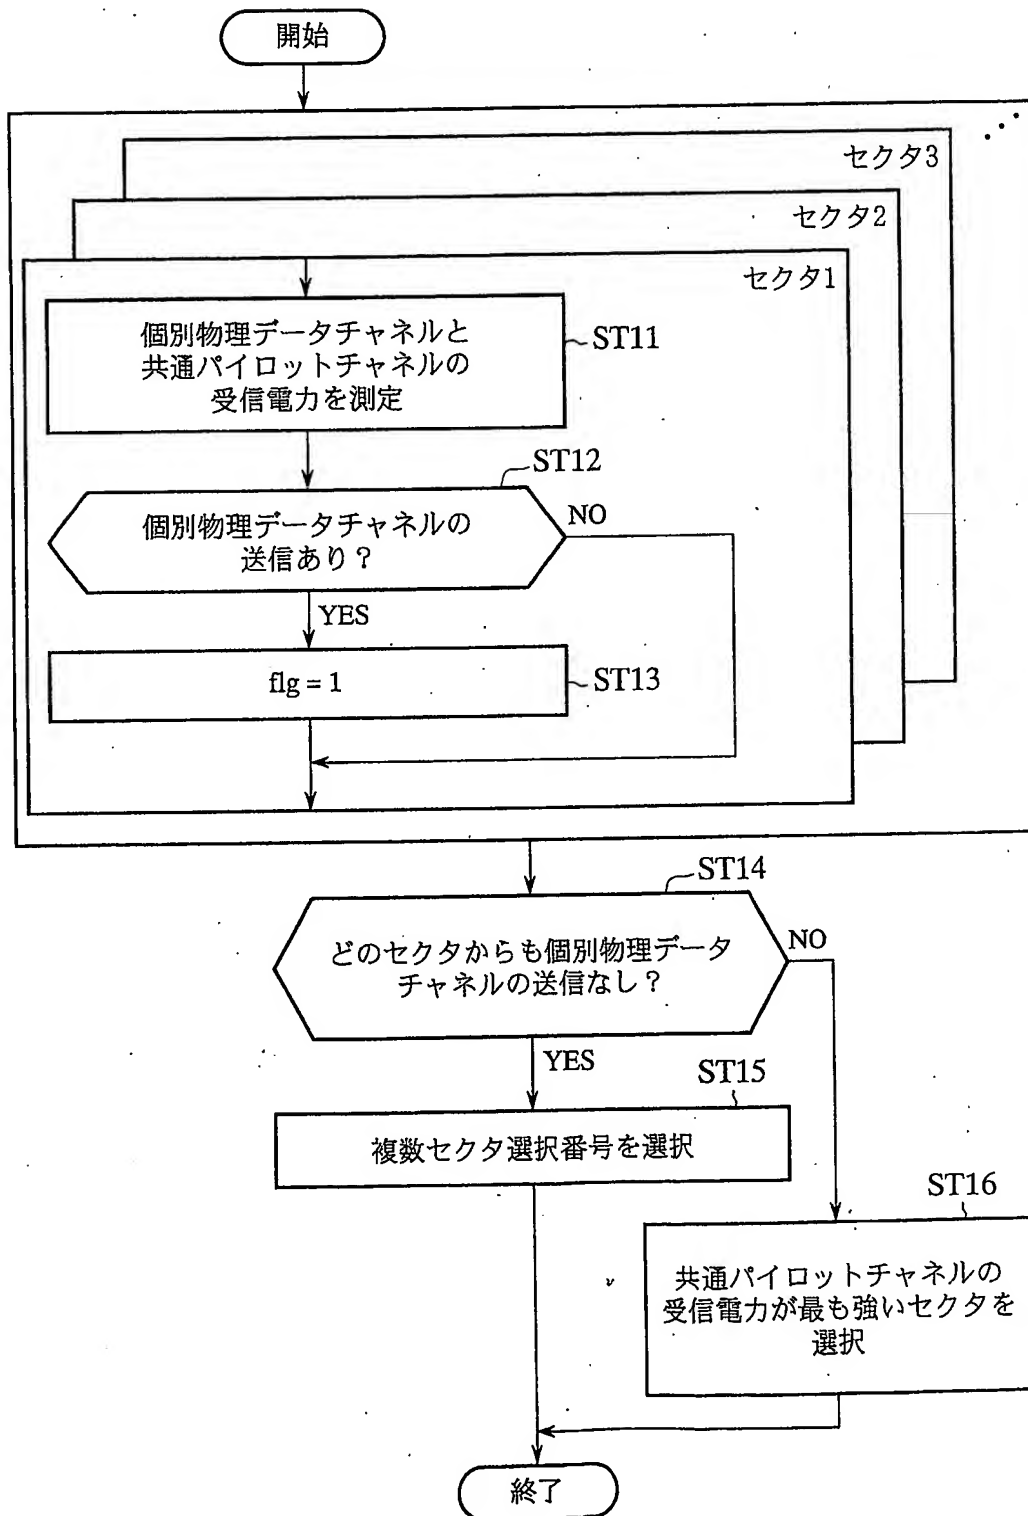 開始
セクタ3
セクタ2
セクタ1
個別物理データチャネルと
共通パイロットチャネルの
受信電力を測定
ST11
ST12
個別物理データチャネルの
送信あり？
NO
YES
flg = 1
ST13
ST14
どのセクタからも個別物理データ
チャネルの送信なし？
NO
YES
ST15
複数セクタ選択番号を選択
ST16
共通パイロットチャネルの
受信電力が最も強いセクタを
選択
終了